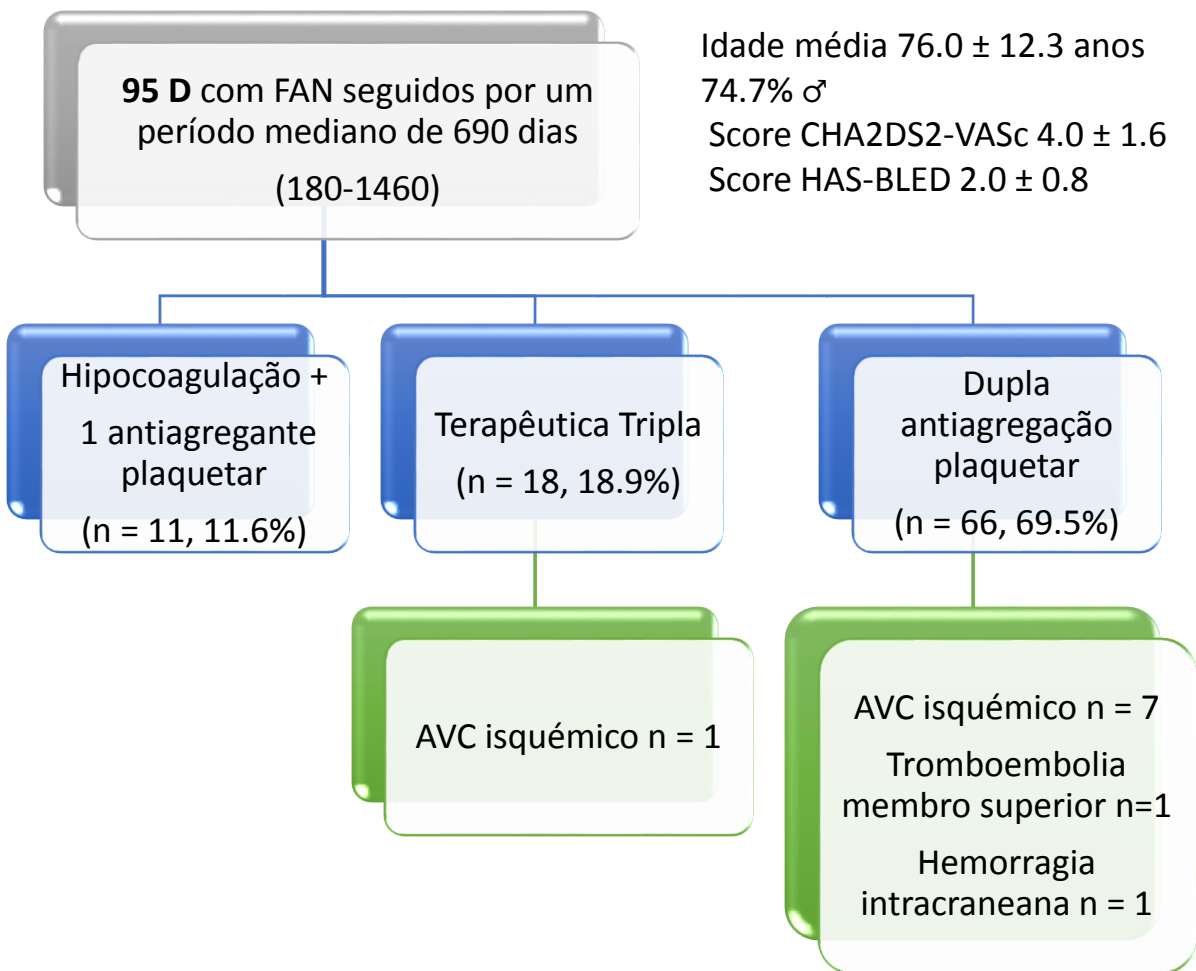 95 D com FAN seguidos por um
período mediano de 690 dias
(180-1460)
Idade média 76.0 ± 12.3 anos
74.7% ♂
Score CHA2DS2-VASc 4.0 ± 1.6
Score HAS-BLED 2.0 ± 0.8
Hipocoagulação +
1 antiagregante
plaquetar
(n = 11, 11.6%)
Terapêutica Tripla
(n = 18, 18.9%)
Dupla
antiagregação
plaquetar
(n = 66, 69.5%)
AVC isquémico n = 1
AVC isquémico n = 7
Tromboembolia
membro superior n=1
Hemorragia
intracraneana n = 1